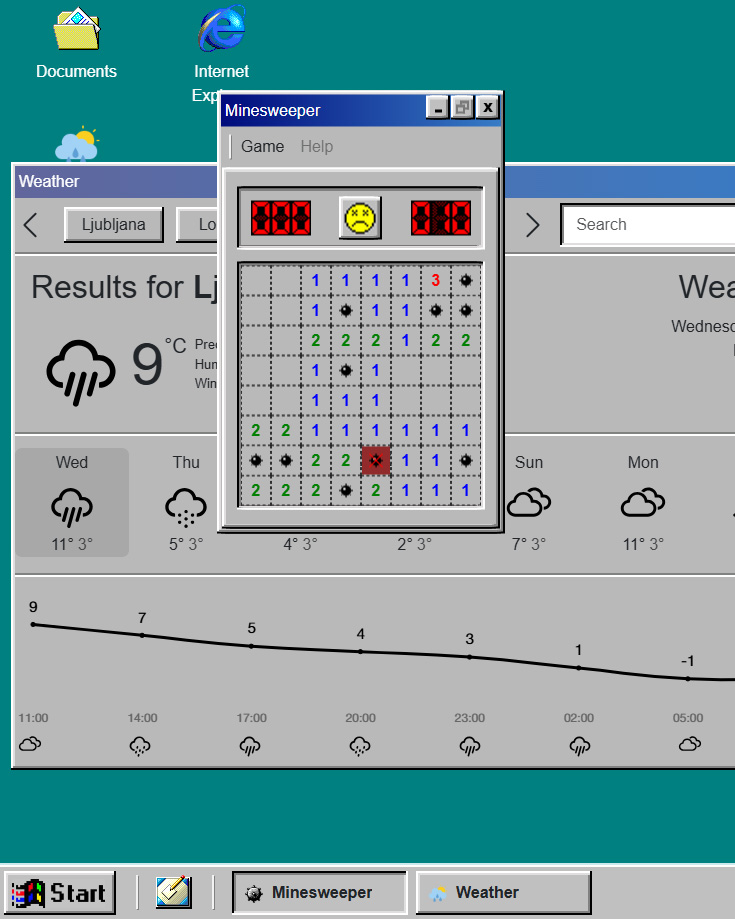 Documents
Internet
Exp
Minesweeper
Game Help
Weather
Ljubljana
Lo
Search
1 1 1 1 3
1 1 1
2 2 2 1 2 2
1 1
1 1 1
2 2 1 1 1 1 1 1
2 2 1 1
2 2 2 2 1 1 1
Results for Lj
Wea
9 °C
Prec
Hum
Win
Wednesd
Wed
Thu
Sun
Mon
11° 3°
5° 3°
4° 3°
2° 3°
7° 3°
11° 3°
9
7
5
4
3
1
-1
11:00
14:00
17:00
20:00
23:00
02:00
05:00
Start
Minesweeper
Weather